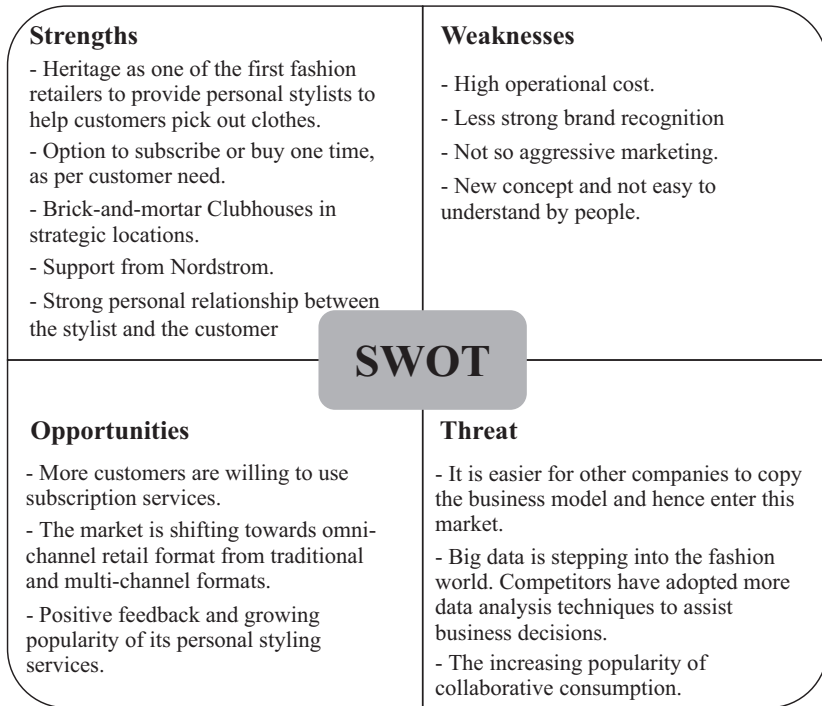 Strengths
- Heritage as one of the first fashion
retailers to provide personal stylists to
help customers pick out clothes.
- Option to subscribe or buy one time,
as per customer need.
- Brick-and-mortar Clubhouses in
strategic locations.
- Support from Nordstrom.
- Strong personal relationship between
the stylist and the customer
Weaknesses
- High operational cost.
- Less strong brand recognition
- Not so aggressive marketing.
- New concept and not easy to
understand by people.
SWOT
Opportunities
- More customers are willing to use
subscription services.
- The market is shifting towards omni-
channel retail format from traditional
and multi-channel formats.
- Positive feedback and growing
popularity of its personal styling
services.
Threat
- It is easier for other companies to copy
the business model and hence enter this
market.
- Big data is stepping into the fashion
world. Competitors have adopted more
data analysis techniques to assist
business decisions.
- The increasing popularity of
collaborative consumption.